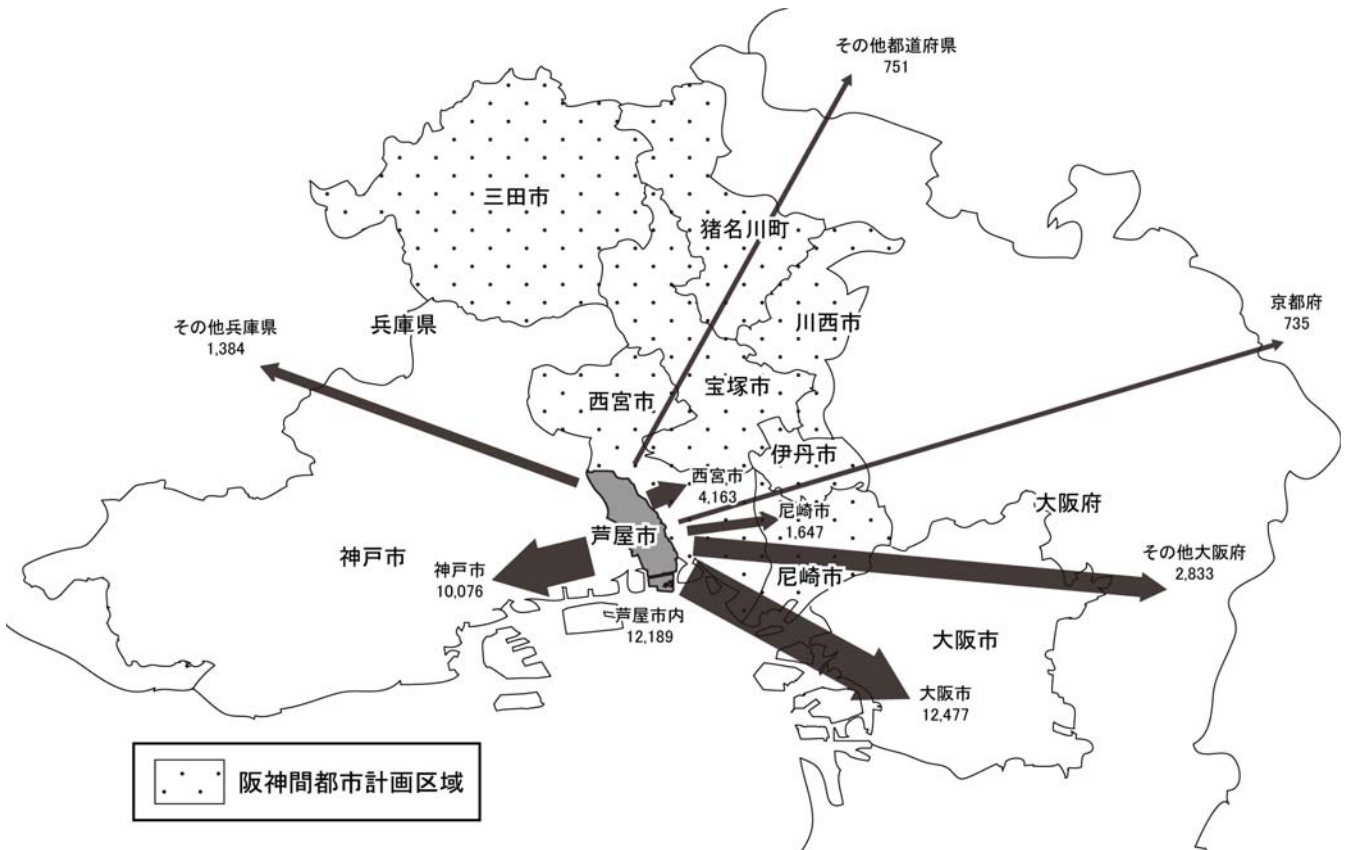 その他都道府県
751
三田市
猪名川町
京都府
735
その他兵庫県
1,384
兵庫県
川西市
西宮市
宝塚市
伊丹市
西宮市
4,163
尼崎市
1,647
大阪府
芦屋市
神戸市
神戸市
10,076
その他大阪府
2,833
尼崎市
芦屋市内
12,189
大阪市
大阪市
12,477
阪神間都市計画区域